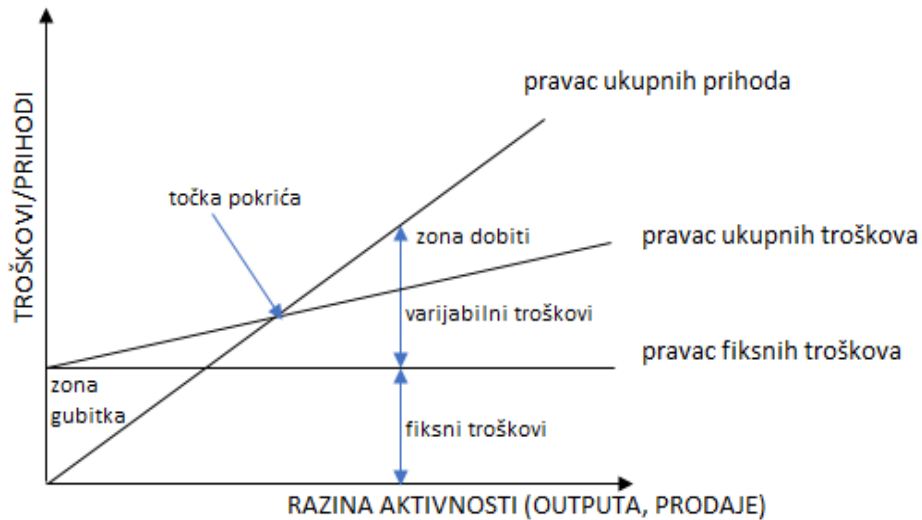 TROŠKOVI/PRIHODI
pravac ukupnih prihoda
točka pokrića
zona dobiti
pravac ukupnih troškova
varijabilni troškovi
pravac fiksnih troškova
zona
gubitka
fiksni troškovi
RAZINA AKTIVNOSTI (OUTPUTA, PRODAJE)